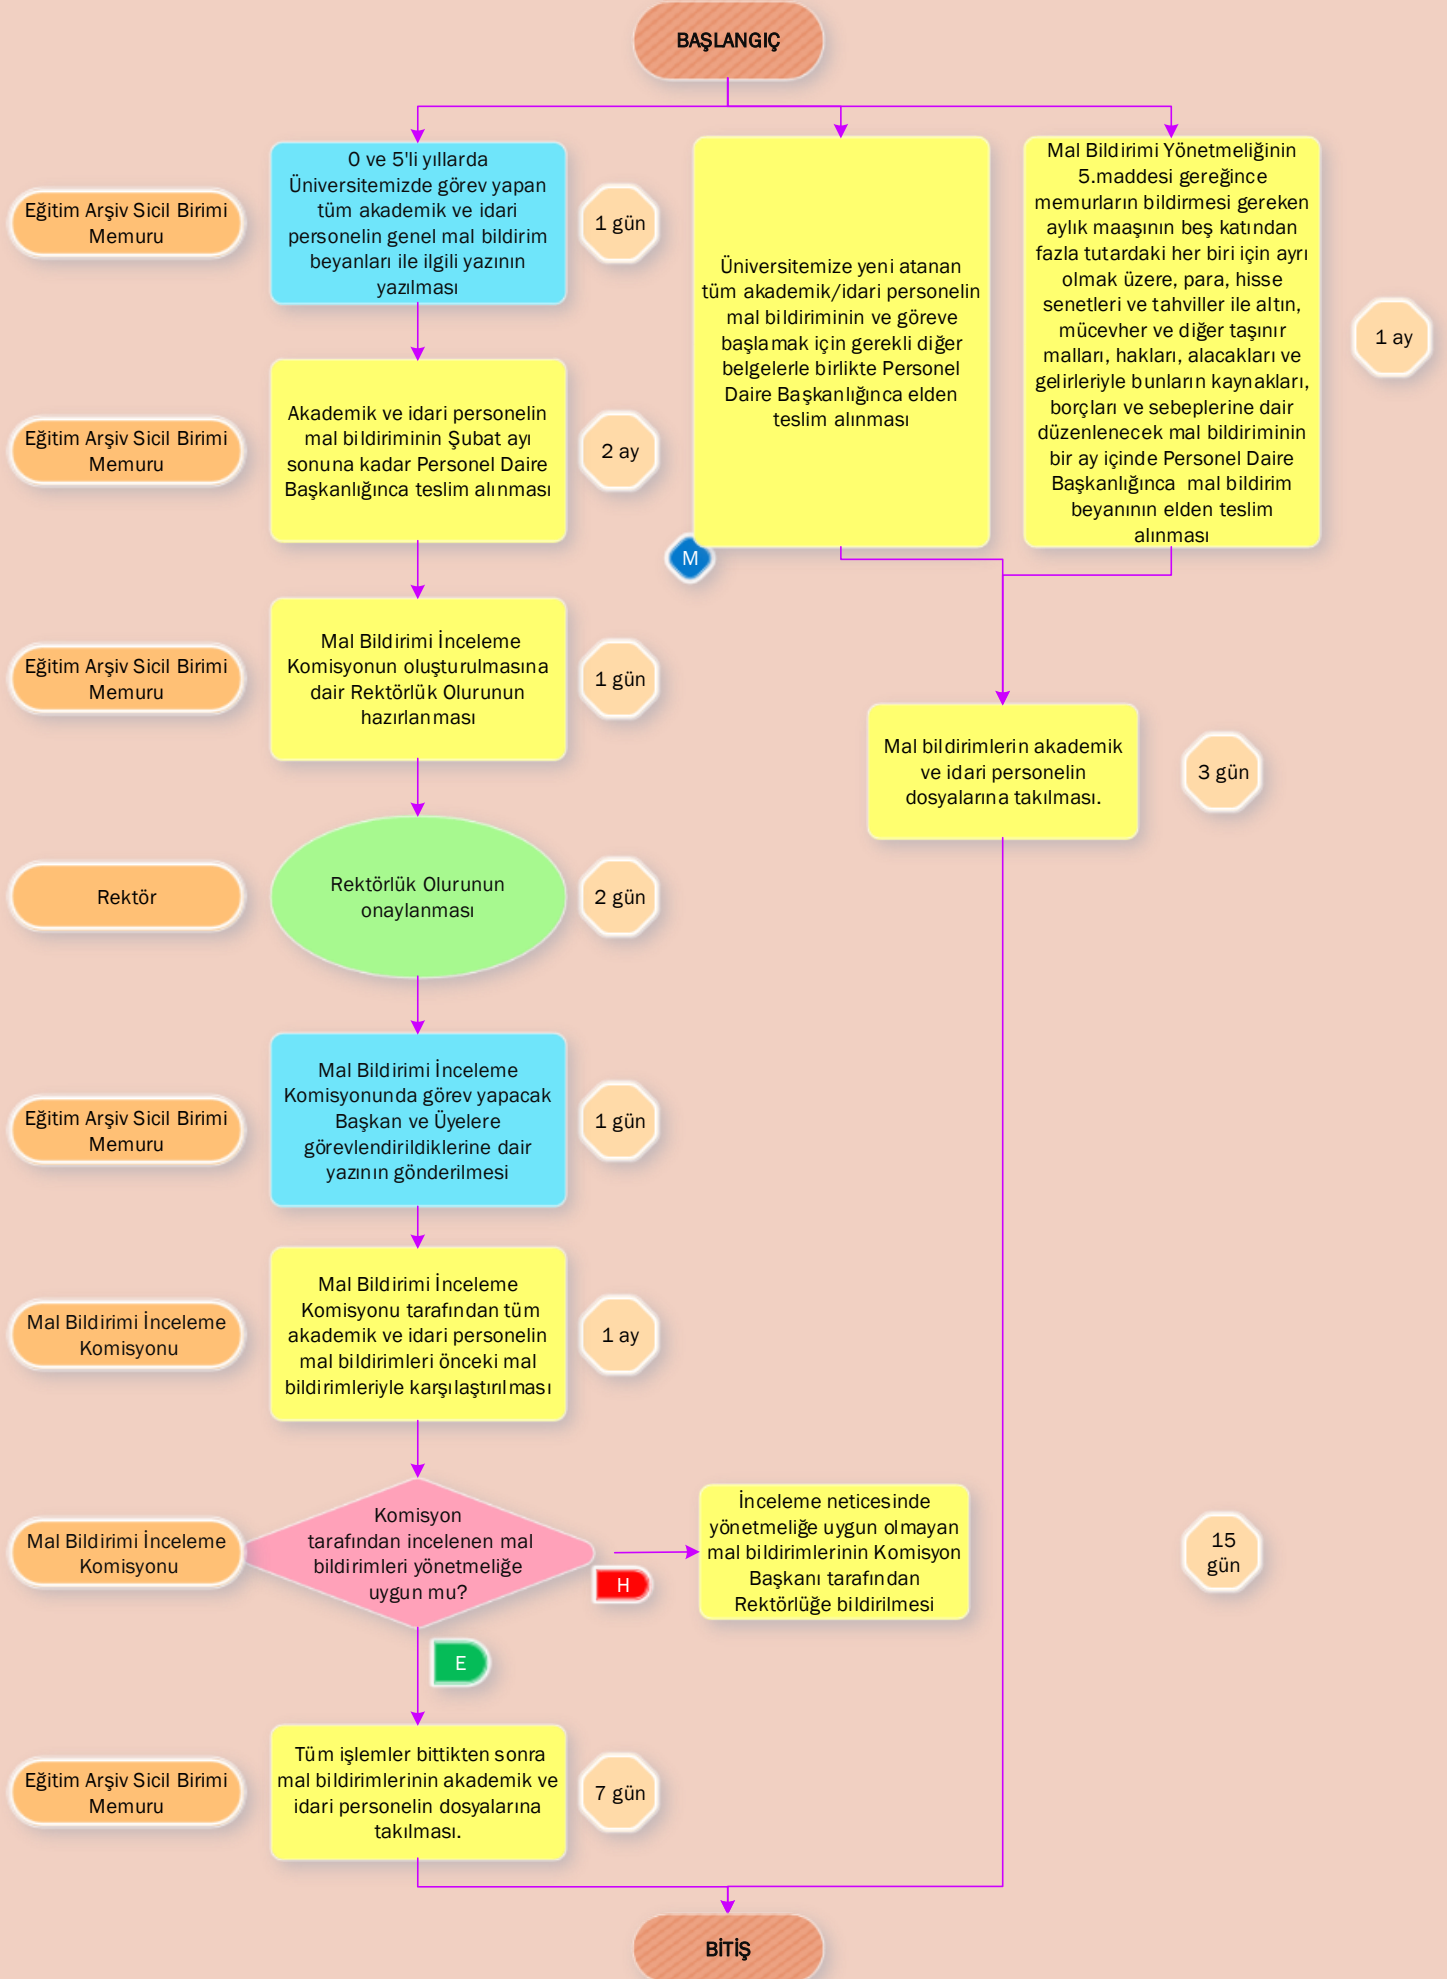 BAŞLANGIÇ
Eğitim Arşiv Sicil Birimi
Memuru
0 ve 5'li yıllarda
Üniversitemizde görev yapan
tüm akademik ve idari
personelin genel mal bildirim
beyanları ile ilgili yazının
yazılması
1 gün
Üniversitemize yeni atanan
tüm akademik/idari personelin
mal bildiriminin ve göreve
başlamak için gerekli diğer
belgelerle birlikte Personel
Daire Başkanlığınca elden
teslim alınması
M
Mal Bildirimi Yönetmeliğinin
5.maddesi gereğince
memurların bildirmesi gereken
aylık maaşının beş katından
fazla tutardaki her biri için ayrı
olmak üzere, para, hisse
senetleri ve tahviller ile altın,
mücevher ve diğer taşınır
malları, hakları, alacakları ve
gelirleriyle bunların kaynakları,
borçları ve sebeplerine dair
düzenlenecek mal bildiriminin
bir ay içinde Personel Daire
Başkanlığınca mal bildirim
beyanının elden teslim
alınması
1 ay
Eğitim Arşiv Sicil Birimi
Memuru
Akademik ve idari personelin
mal bildiriminin Şubat ayı
sonuna kadar Personel Daire
Başkanlığınca teslim alınması
2 ay
Eğitim Arşiv Sicil Birimi
Memuru
Mal Bildirimi İnceleme
Komisyonun oluşturulmasına
dair Rektörlük Olurunun
hazırlanması
1 gün
Mal bildirimlerin akademik
ve idari personelin
dosyalarına takılması.
3 gün
Rektör
Rektörlük Olurunun
onaylanması
2 gün
Eğitim Arşiv Sicil Birimi
Memuru
Mal Bildirimi İnceleme
Komisyonunda görev yapacak
Başkan ve Üyelere
görevlendirildiklerine dair
yazının gönderilmesi
1 gün
Mal Bildirimi İnceleme
Komisyonu
Mal Bildirimi İnceleme
Komisyonu tarafından tüm
akademik ve idari personelin
mal bildirimleri önceki mal
bildirimleriyle karşılaştırılması
1 ay
Mal Bildirimi İnceleme
Komisyonu
Komisyon
tarafından incelenen mal
bildirimleri yönetmeliğe
uygun mu?
H
İnceleme neticesinde
yönetmeliğe uygun olmayan
mal bildirimlerinin Komisyon
Başkanı tarafından
Rektörlüğe bildirilmesi
15
gün
E
Eğitim Arşiv Sicil Birimi
Memuru
Tüm işlemler bittikten sonra
mal bildirimlerinin akademik ve
idari personelin dosyalarına
takılması.
7 gün
BİTİŞ